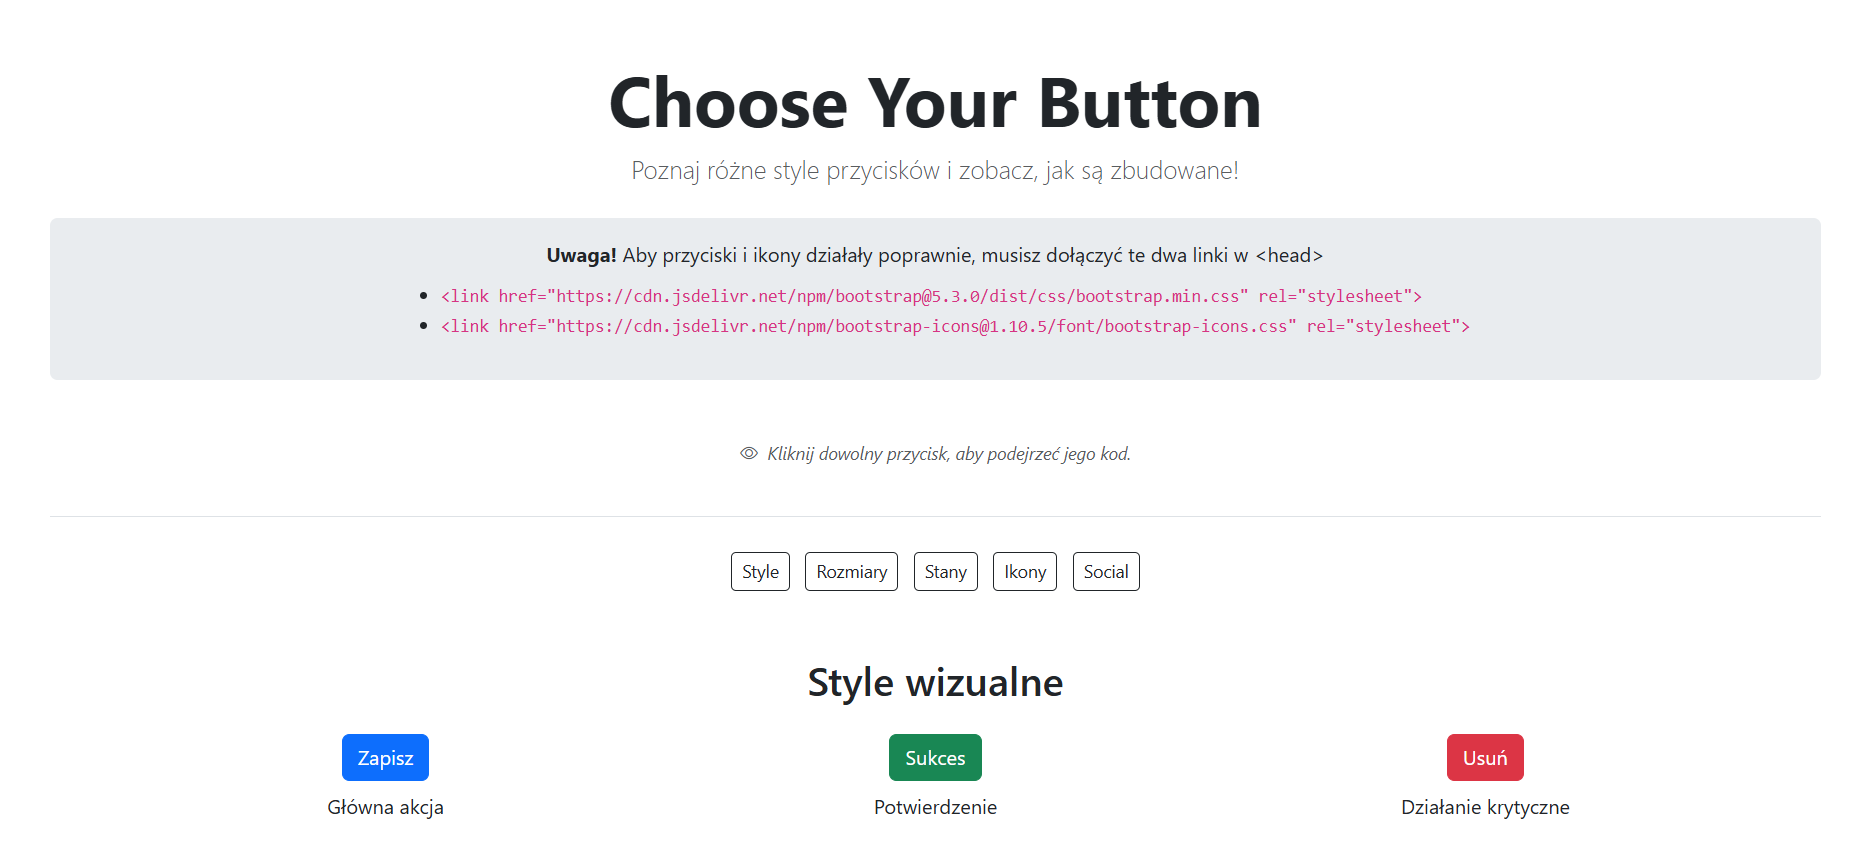 Choose Your Button
Poznaj różne style przycisków i zobacz, jak są zbudowane!
Uwaga! Aby przyciski i ikony działały poprawnie, musisz dołączyć te dwa linki w <head>
<link href="https://cdn.jsdelivr.net/npm/bootstrap@5.3.0/dist/css/bootstrap.min.css" rel="stylesheet">
<link href="https://cdn.jsdelivr.net/npm/bootstrap-icons@1.10.5/font/bootstrap-icons.css" rel="stylesheet">
Kliknij dowolny przycisk, aby podejrzeć jego kod.
Style Rozmiary Stany Ikony Social
Style wizualne
Zapisz Sukces Usuń
Główna akcja Potwierdzenie Działanie krytyczne